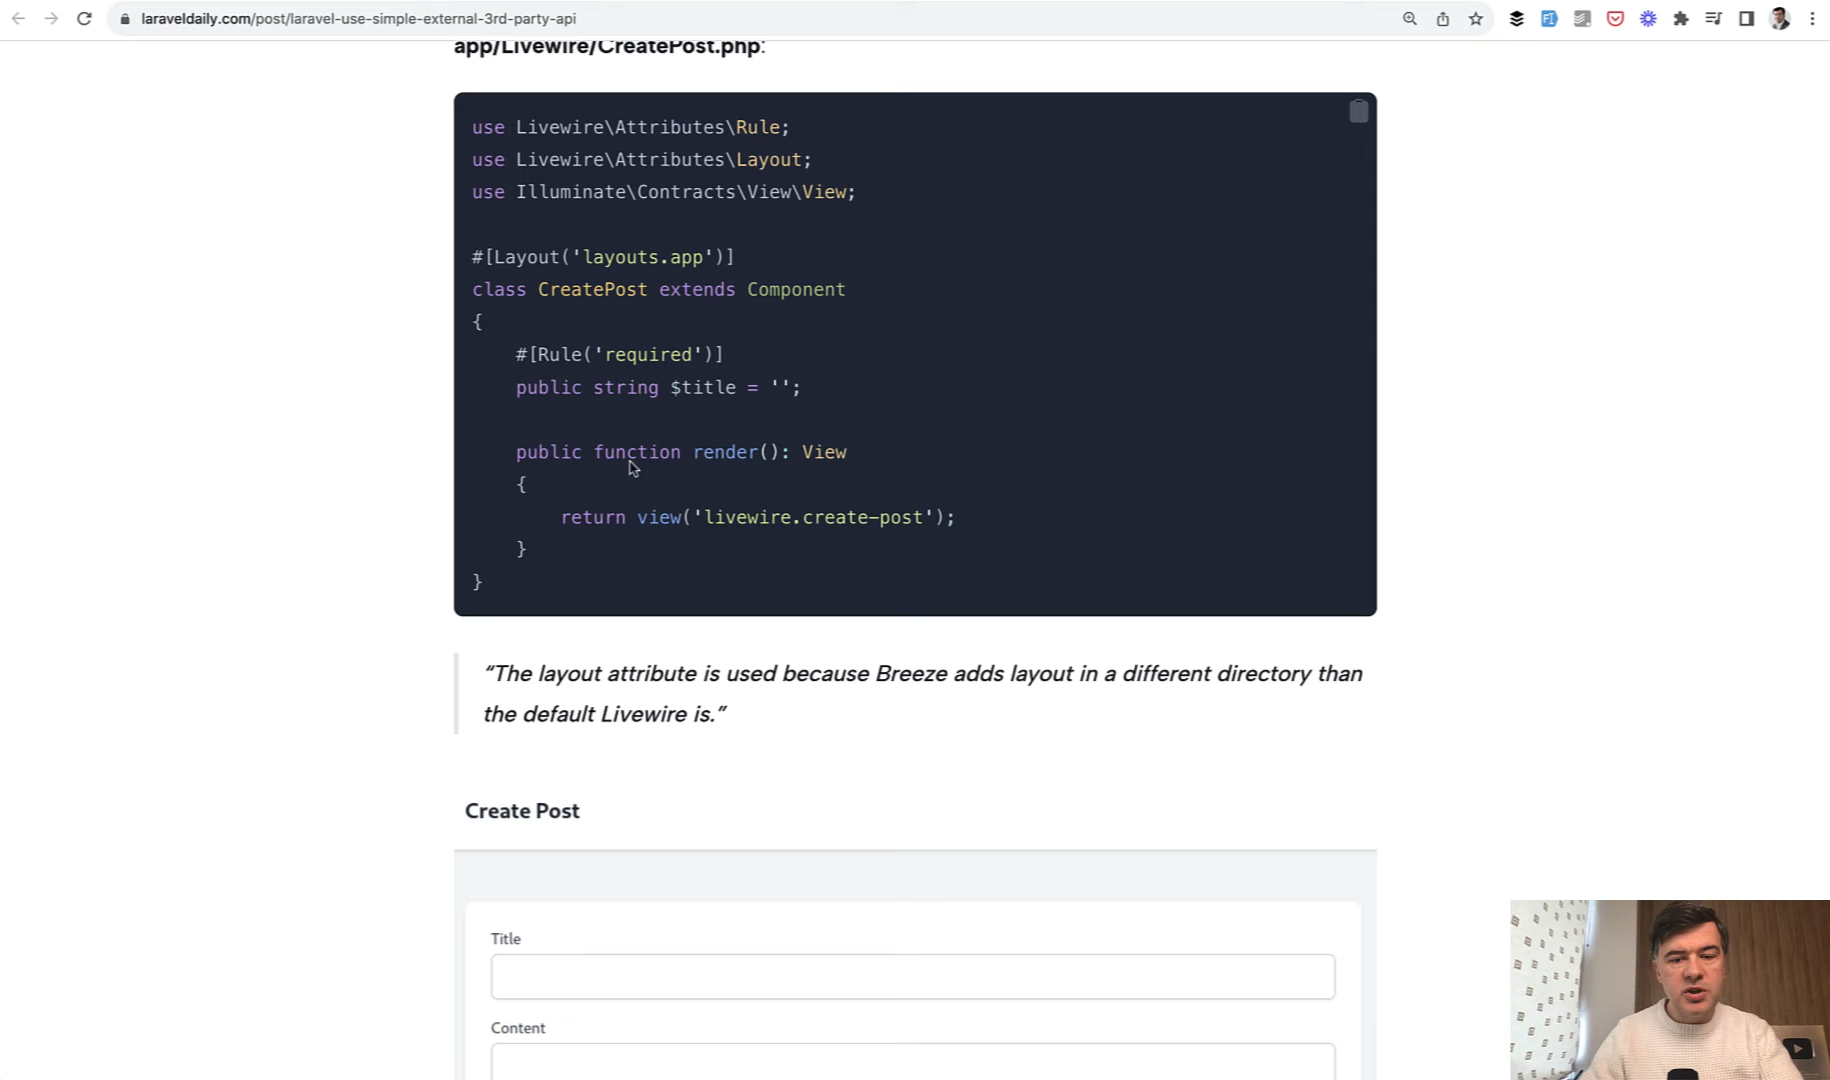 laraveldaily.com/post/laravel-use-simple-external-3rd-party-api
app/Livewire/CreatePost.php:
use Livewire\Attributes\Rule;
use Livewire\Attributes\Layout;
use Illuminate\Contracts\View\View;
#[Layout('layouts.app')]
class CreatePost extends Component
{
#[Rule('required')]
public string $title = '';
public function render(): View
{
return view('livewire.create-post');
}
}
“The layout attribute is used because Breeze adds layout in a different directory than
the default Livewire is.”
Create Post
Title
Content